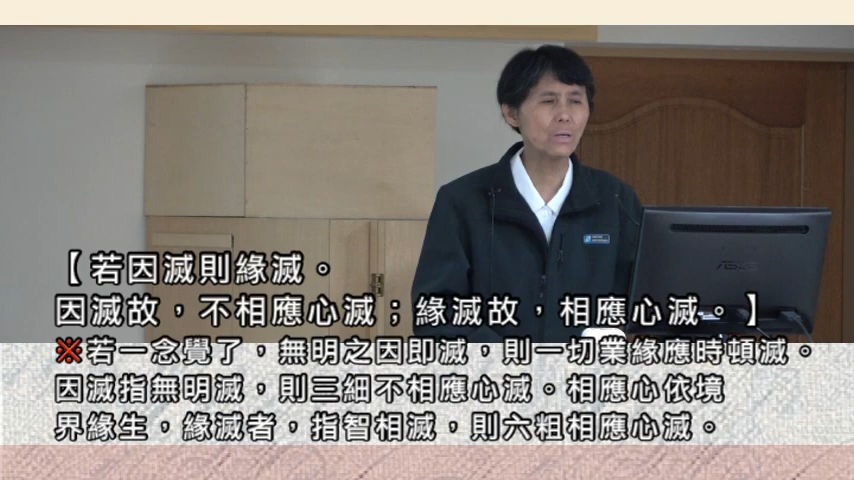 【若因滅則緣滅。
因滅故，不相應心滅；緣滅故，相應心滅。】
※若一念覺了，無明之因即滅，則一切業緣應時頓滅。
因滅指無明滅，則三細不相應心滅。相應心依境
界緣生，緣滅者，指智相滅，則六粗相應心滅。
ASUS